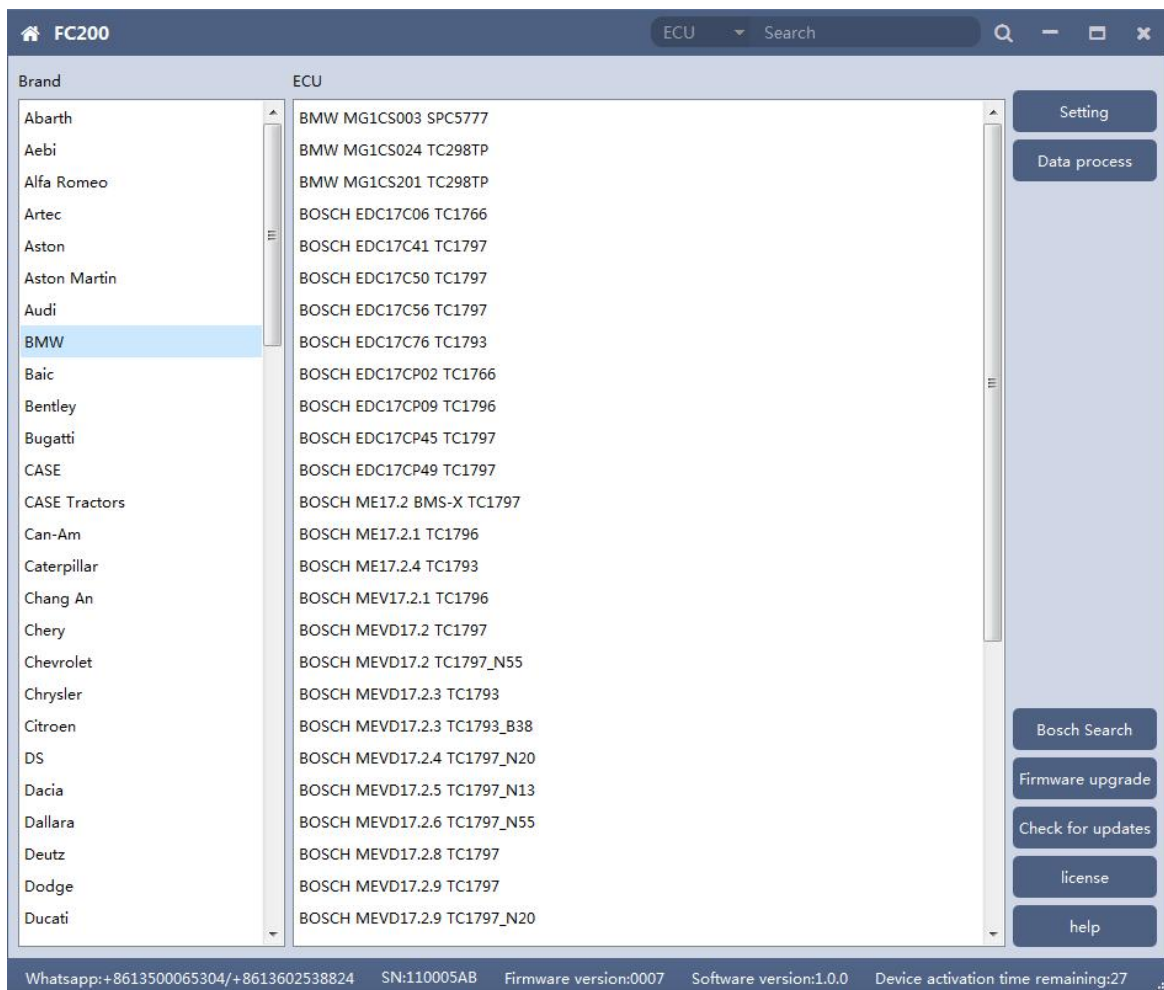 FC200
ECU
Search
Brand
Abarth
Aebi
Alfa Romeo
Artec
Aston
Aston Martin
Audi
BMW
Baic
Bentley
Bugatti
CASE
CASE Tractors
Can-Am
Caterpillar
Chang An
Chery
Chevrolet
Chrysler
Citroen
DS
Dacia
Dallara
Deutz
Dodge
Ducati
ECU
BMW MG1CS003 SPC5777
BMW MG1CS024 TC298TP
BMW MG1CS201 TC298TP
BOSCH EDC17C06 TC1766
BOSCH EDC17C41 TC1797
BOSCH EDC17C50 TC1797
BOSCH EDC17C56 TC1797
BOSCH EDC17C76 TC1793
BOSCH EDC17CP02 TC1766
BOSCH EDC17CP09 TC1796
BOSCH EDC17CP45 TC1797
BOSCH EDC17CP49 TC1797
BOSCH ME17.2 BMS-X TC1797
BOSCH ME17.2.1 TC1796
BOSCH ME17.2.4 TC1793
BOSCH MEV17.2.1 TC1796
BOSCH MEVD17.2 TC1797
BOSCH MEVD17.2 TC1797_N55
BOSCH MEVD17.2.3 TC1793
BOSCH MEVD17.2.3 TC1793_B38
BOSCH MEVD17.2.4 TC1797_N20
BOSCH MEVD17.2.5 TC1797_N13
BOSCH MEVD17.2.6 TC1797_N55
BOSCH MEVD17.2.8 TC1797
BOSCH MEVD17.2.9 TC1797
BOSCH MEVD17.2.9 TC1797_N20
Setting
Data process
Bosch Search
Firmware upgrade
Check for updates
license
help
Whatsapp:+8613500065304/+8613602538824 SN:110005AB Firmware version:0007 Software version:1.0.0 Device activation time remaining:27